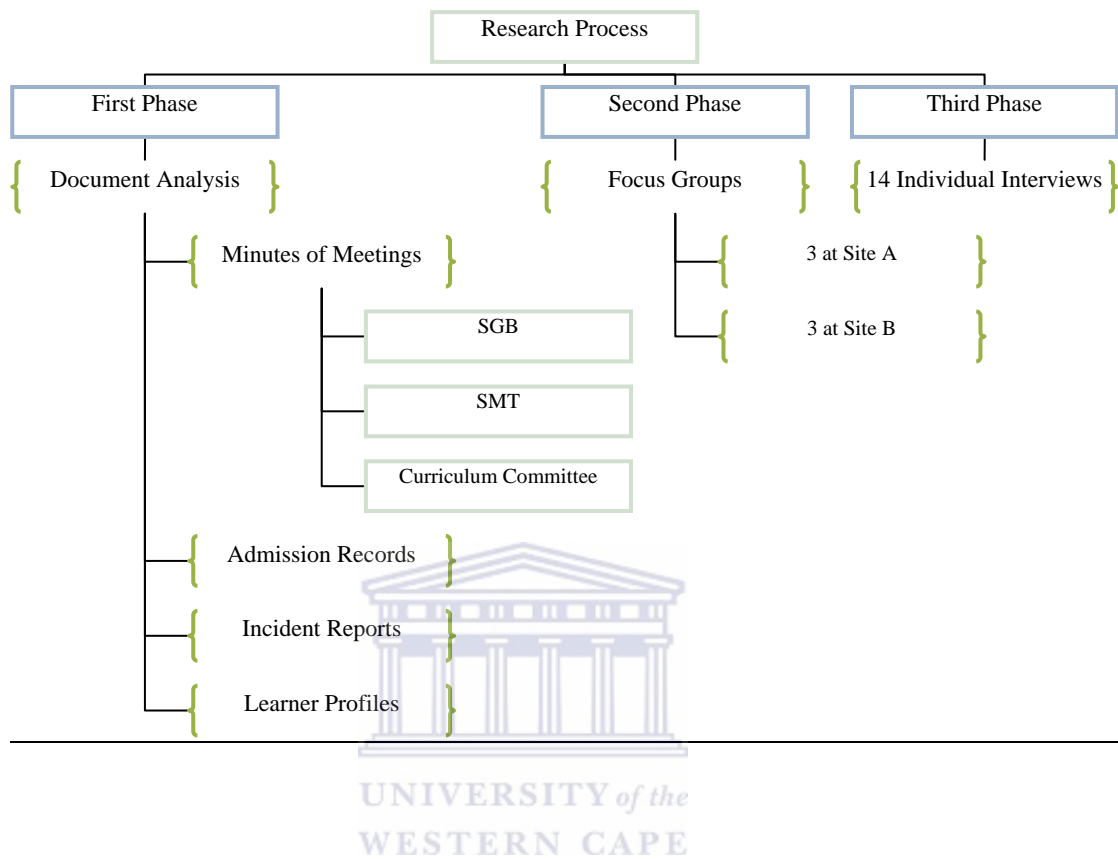 Research Process
First Phase
Second Phase
Third Phase
Document Analysis
Focus Groups
14 Individual Interviews
Minutes of Meetings
3 at Site A
SGB
3 at Site B
SMT
Curriculum Committee
Admission Records
Incident Reports
Learner Profiles
UNIVERSITY of the
WESTERN CAPE